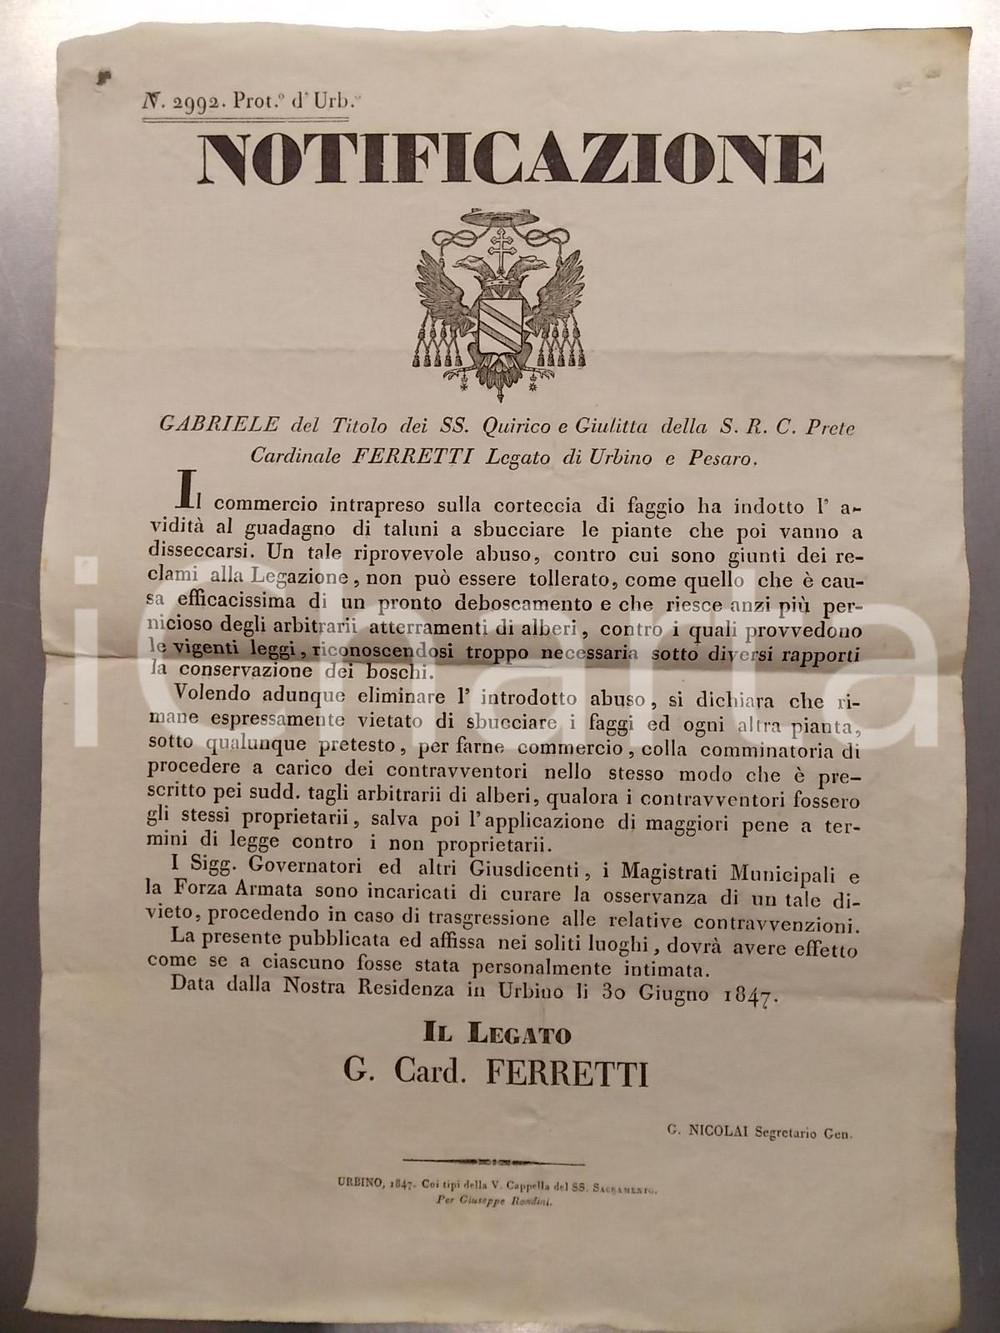 N. 2992. Prot.º d' Urb.º
NOTIFICAZIONE
GABRIELE del Titolo dei SS. Quirico e Giulitta della S. R. C. Prete
Cardinale FERRETTI Legato di Urbino e Pesaro.
Il commercio intrapreso sulla corteccia di faggio ha indotto l' a-
vidità al guadagno di taluni a sbucciare le piante che poi vanno a
disseccarsi. Un tale riprovevole abuso, contro cui sono giunti dei re-
clami alla Legazione, non può essere tollerato, come quello che è cau-
sa efficacissima di un pronto deboscamento e che riesce anzi più per-
nicioso degli arbitrarii atterramenti di alberi, contro i quali provvedono
le vigenti leggi, riconoscendosi troppo necessaria sotto diversi rapporti
la conservazione dei boschi.
Volendo adunque eliminare l' introdotto abuso, si dichiara che ri-
mane espressamente vietato di sbucciare i faggi ed ogni altra pianta,
sotto qualunque pretesto, per farne commercio, colla comminatoria di
procedere a carico dei contravventori nello stesso modo che è pre-
scritto pei sudd. tagli arbitrarii di alberi, qualora i contravventori fossero
gli stessi proprietarii, salva poi l'applicazione di maggiori pene a ter-
mini di legge contro i non proprietarii.
I Sigg. Governatori ed altri Giusdicenti, i Magistrati Municipali e
la Forza Armata sono incaricati di curare la osservanza di un tale di-
vieto, procedendo in caso di trasgressione alle relative contravvenzioni.
La presente pubblicata ed affissa nei soliti luoghi, dovrà avere effetto
come se a ciascuno fosse stata personalmente intimata.
Data dalla Nostra Residenza in Urbino li 30 Giugno 1847.
IL LEGATO
G. Card. FERRETTI
G. NICOLAI Segretario Gen.
URBINO, 1847. Coi tipi della V. Cappella del SS. SACRAMENTO.
Per Giuseppe Rondini.
iCharta